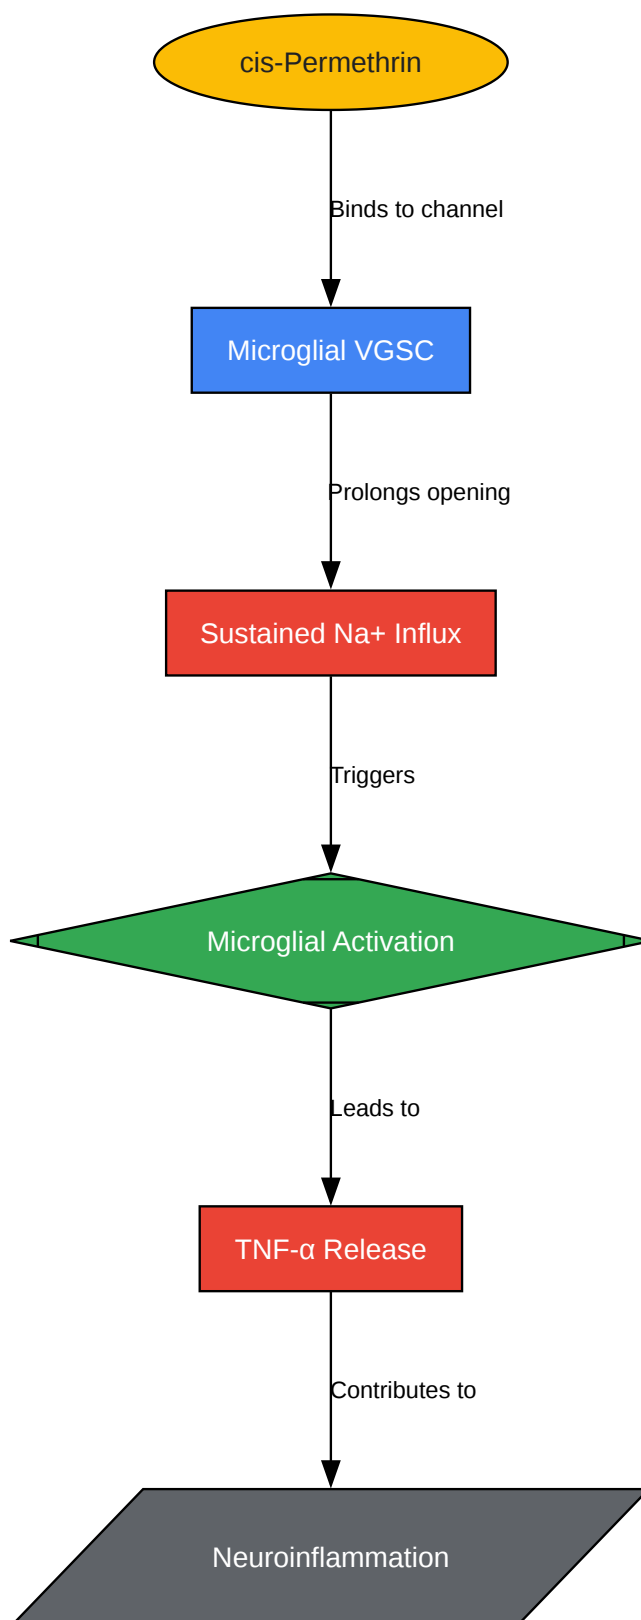 cis-Permethrin
Binds to channel
Microglial VGSC
Prolongs opening
Sustained Na+ Influx
Triggers
Microglial Activation
Leads to
TNF-α Release
Contributes to
Neuroinflammation